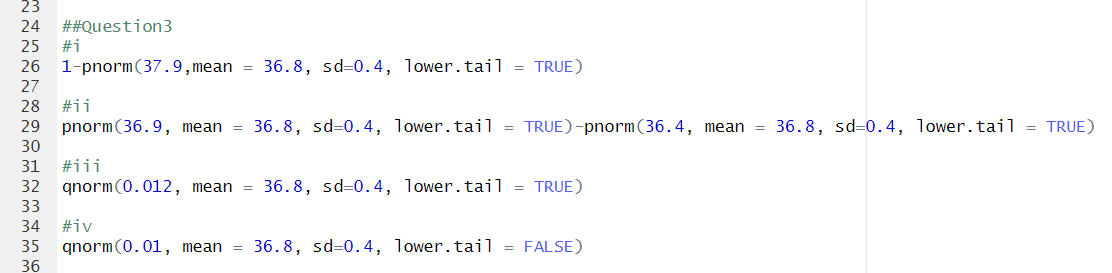 23
24 ##Question3
25 #i
26 1-pnorm(37.9,mean = 36.8, sd=0.4, lower.tail = TRUE)
27
28 #ii
29 pnorm(36.9, mean = 36.8, sd=0.4, lower.tail = TRUE)-pnorm(36.4, mean = 36.8, sd=0.4, lower.tail = TRUE)
30
31 #iii
32 qnorm(0.012, mean = 36.8, sd=0.4, lower.tail = TRUE)
33
34 #iv
35 qnorm(0.01, mean = 36.8, sd=0.4, lower.tail = FALSE)
36